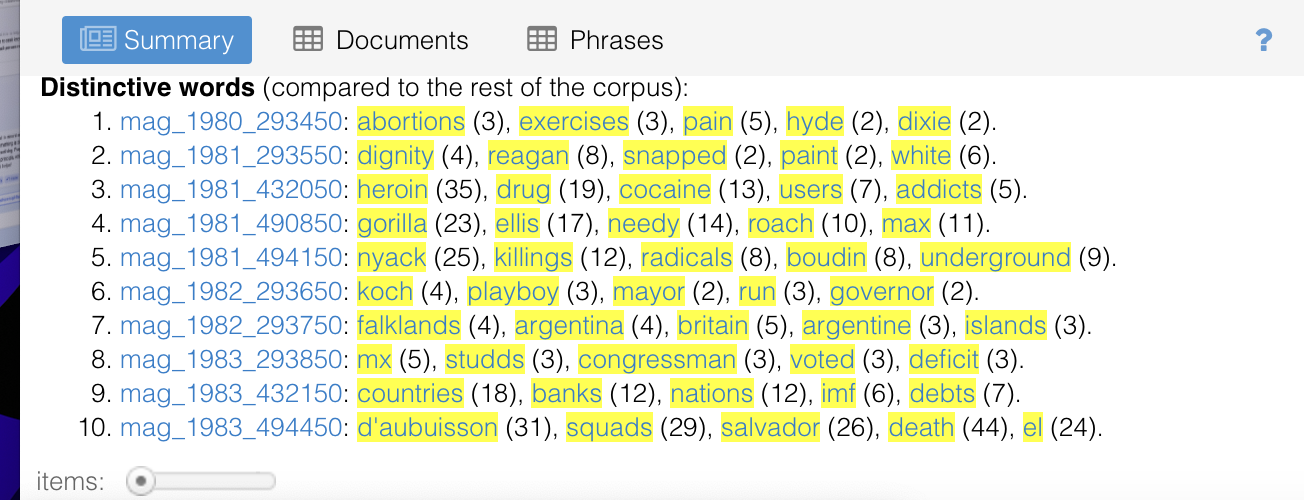 Summary Documents Phrases ?
Distinctive words (compared to the rest of the corpus):
1. mag_1980_293450: abortions (3), exercises (3), pain (5), hyde (2), dixie (2).
2. mag_1981_293550: dignity (4), reagan (8), snapped (2), paint (2), white (6).
3. mag_1981_432050: heroin (35), drug (19), cocaine (13), users (7), addicts (5).
4. mag_1981_490850: gorilla (23), ellis (17), needy (14), roach (10), max (11).
5. mag_1981_494150: nyack (25), killings (12), radicals (8), boudin (8), underground (9).
6. mag_1982_293650: koch (4), playboy (3), mayor (2), run (3), governor (2).
7. mag_1982_293750: falklands (4), argentina (4), britain (5), argentine (3), islands (3).
8. mag_1983_293850: mx (5), studds (3), congressman (3), voted (3), deficit (3).
9. mag_1983_432150: countries (18), banks (12), nations (12), imf (6), debts (7).
10. mag_1983_494450: d'aubuisson (31), squads (29), salvador (26), death (44), el (24).
items: